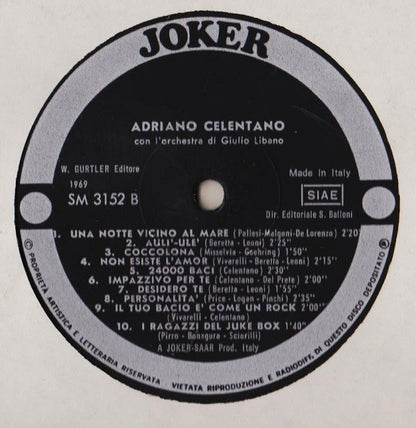 JOKER
ADRIANO CELENTANO
con l'orchestra di Giulio Libano
W. GURTLER Editore
1969
SM 3152 B
Made in Italy
SIAE
Dir. Editoriale S. Balloni
1. UNA NOTTE VICINO AL MARE (Pallesi-Malgoni-De Lorenzo) 2'20"
2. AULI'-ULE' (Beretta - Leoni) 2'25"
3. COCCOLONA (Misselvia - Goehring) 1'50"
4. NON ESISTE L'AMOR (Vivarelli - Beretta - Leoni) 2'15"
5. 24000 BACI (Celentano) 2'30"
6. IMPAZZIVO PER TE (Celentano - Del Prete) 2'00"
7. DESIDERO TE (Beretta - Leoni) 1'55"
8. PERSONALITA' (Price - Logan - Pinchi) 2'35"
9. IL TUO BACIO E' COME UN ROCK 2'00"
(Vivarelli - Celentano)
10. I RAGAZZI DEL JUKE BOX 1'40"
(Pirro - Bonagura - Sciorilli)
A JOKER-SAAR Prod. Italy
© PROPRIETA ARTISTICA E LETTERARIA RISERVATA VIETATA RIPRODUZIONE E RADIODIFF. DI QUESTO DISCO DEPOSITATO ℗